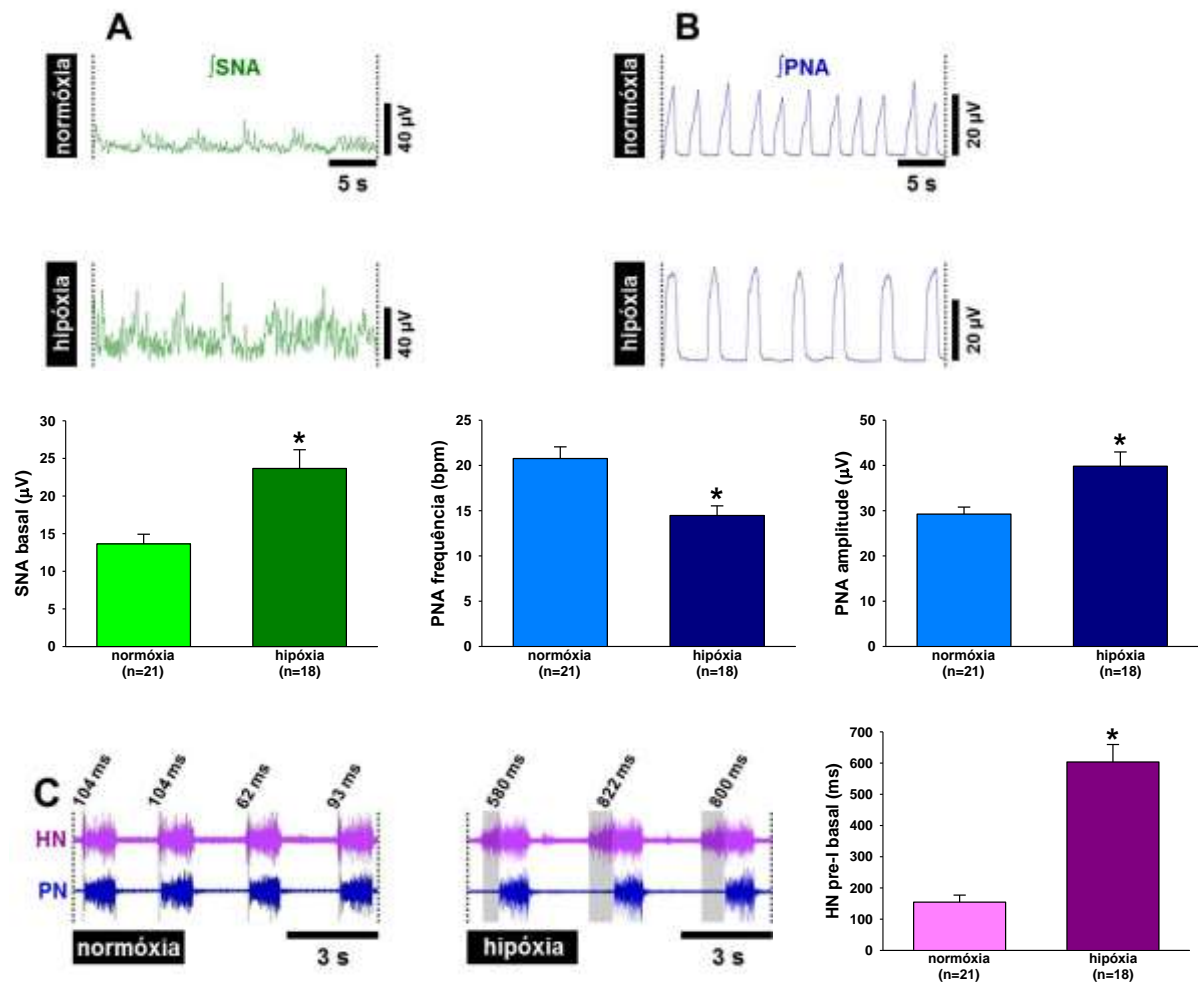 A
B
normóxia
∫SNA
40 µV
5 s
normóxia
∫PNA
20 µV
5 s
hipóxia
40 µV
hipóxia
20 µV
SNA basal (µV)
30
25
20
15
10
5
0
*
normóxia
(n=21)
hipóxia
(n=18)
PNA frequência (bpm)
25
20
15
10
5
0
*
normóxia
(n=21)
hipóxia
(n=18)
PNA amplitude (µV)
50
40
30
20
10
0
*
normóxia
(n=21)
hipóxia
(n=18)
C
104 ms
104 ms
62 ms
93 ms
HN
PN
normóxia
3 s
580 ms
822 ms
800 ms
hipóxia
3 s
HN pre-I basal (ms)
700
600
500
400
300
200
100
0
*
normóxia
(n=21)
hipóxia
(n=18)